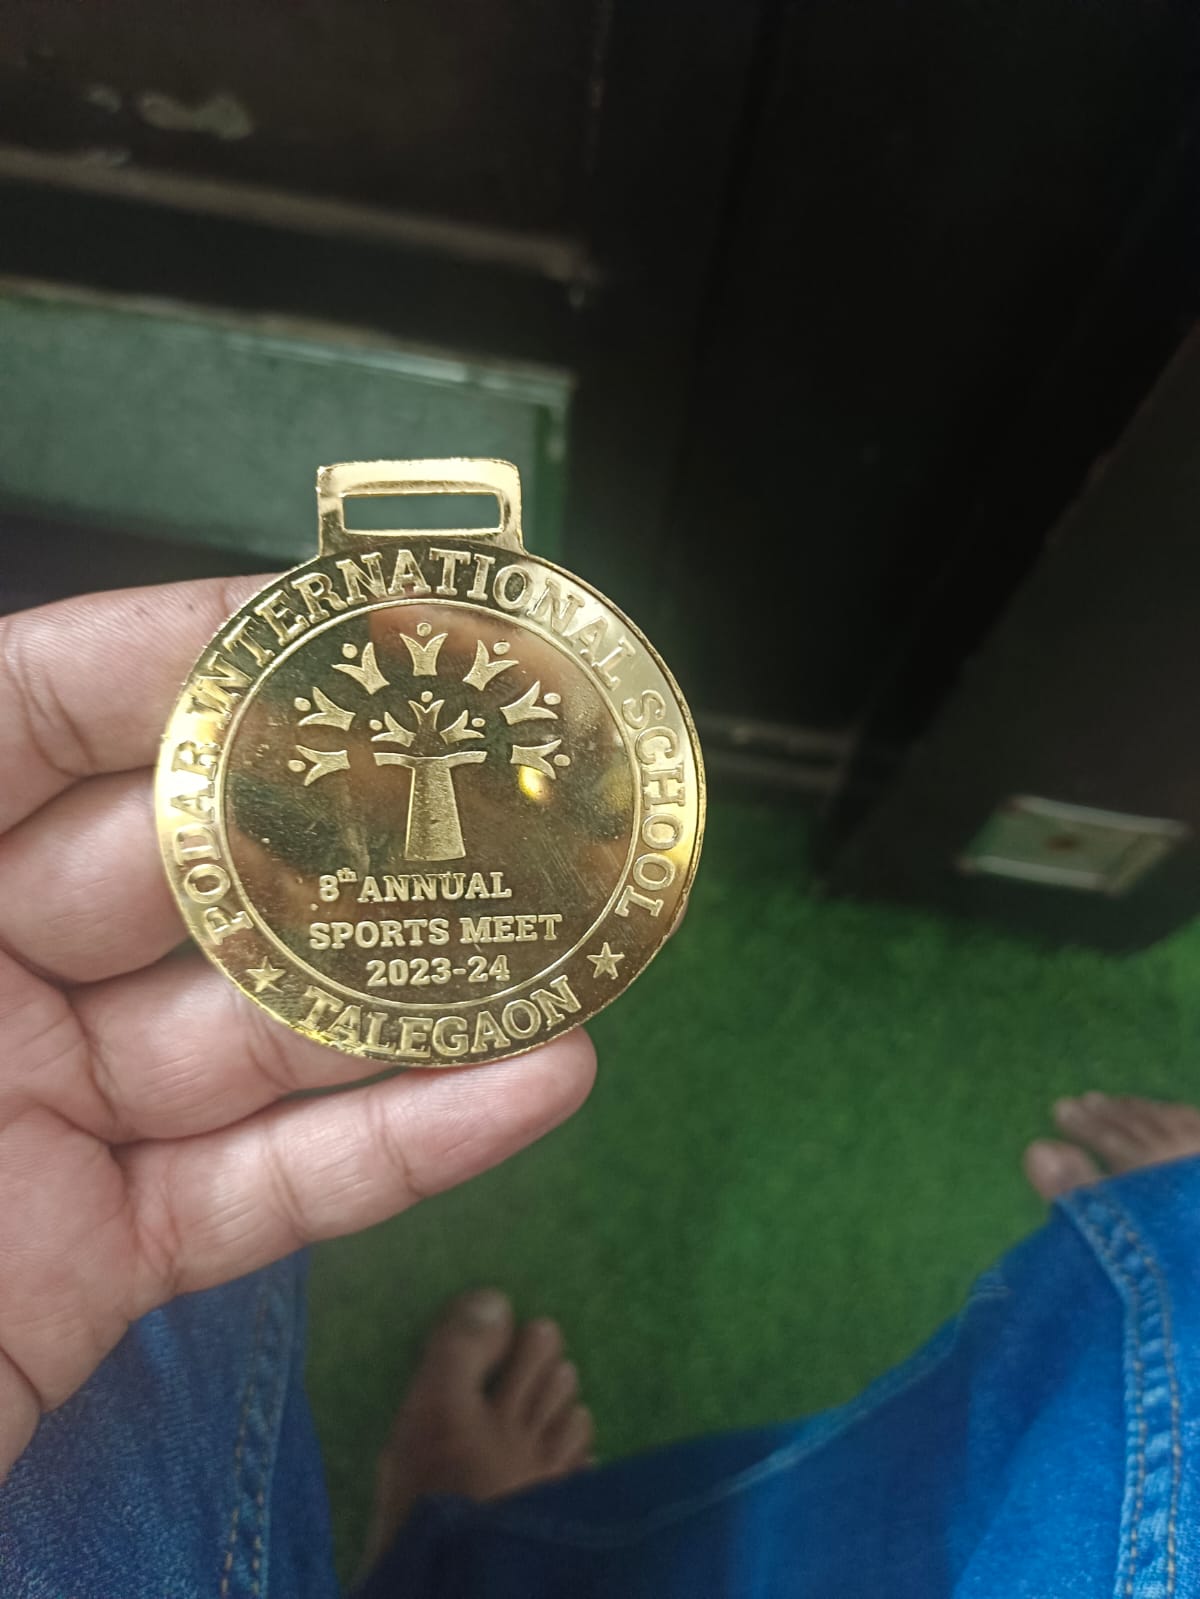 PODAR INTERNATIONAL SCHOOL
8th ANNUAL
SPORTS MEET
2023-24
TALEGAON